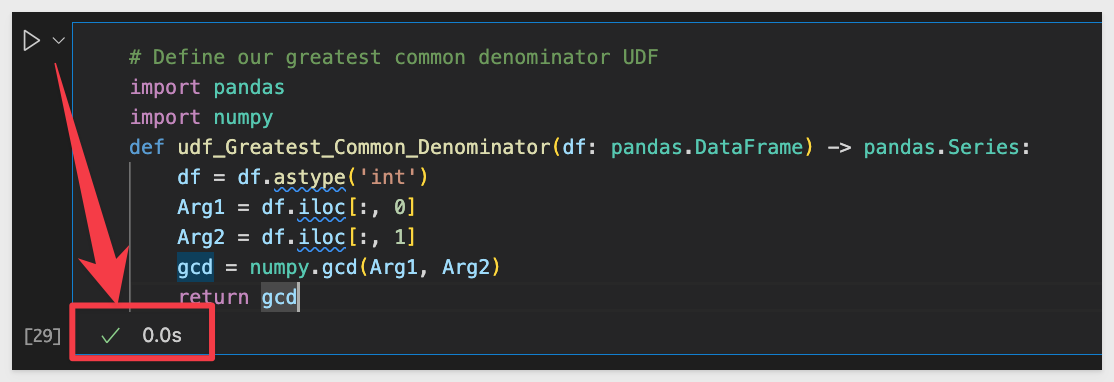 # Define our greatest common denominator UDF
import pandas
import numpy
def udf_Greatest_Common_Denominator(df: pandas.DataFrame) -> pandas.Series:
    df = df.astype('int')
    Arg1 = df.iloc[:, 0]
    Arg2 = df.iloc[:, 1]
    gcd = numpy.gcd(Arg1, Arg2)
    return gcd
[29] ✓ 0.0s